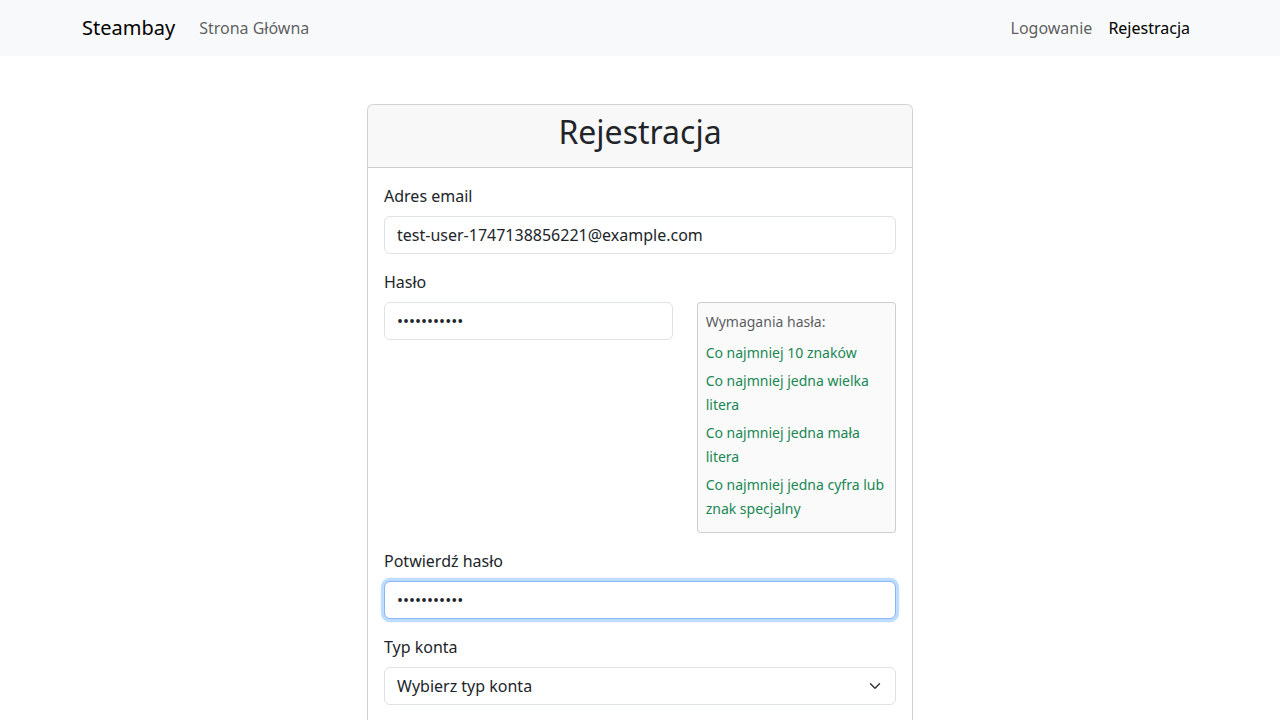 Steambay Strona Główna Logowanie Rejestracja
Rejestracja
Adres email
test-user-1747138856221@example.com
Hasło
•••••••••••
Wymagania hasła:
Co najmniej 10 znaków
Co najmniej jedna wielka
litera
Co najmniej jedna mała
litera
Co najmniej jedna cyfra lub
znak specjalny
Potwierdź hasło
•••••••••••
Typ konta
Wybierz typ konta